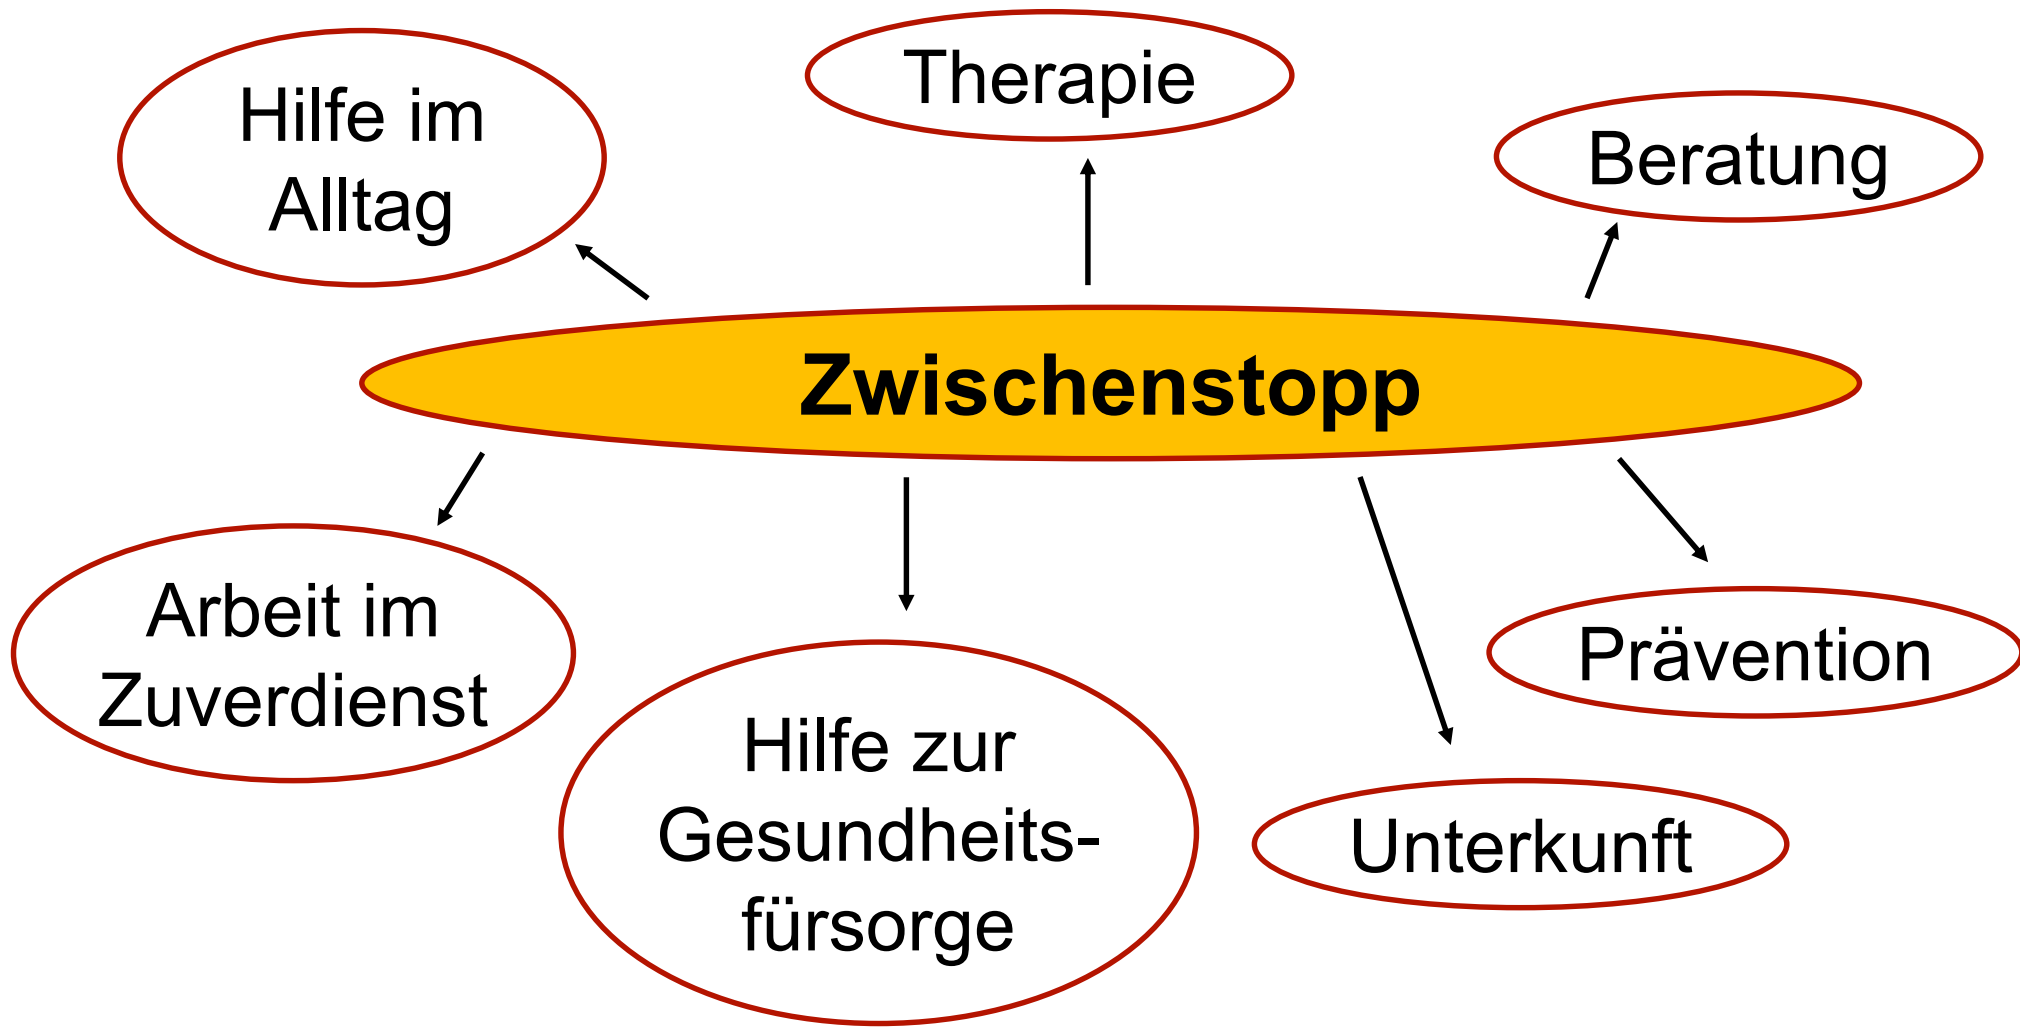 Therapie
Hilfe im
Alltag
Beratung
Zwischenstopp
Arbeit im
Zuverdienst
Hilfe zur
Gesundheits-
fürsorge
Prävention
Unterkunft